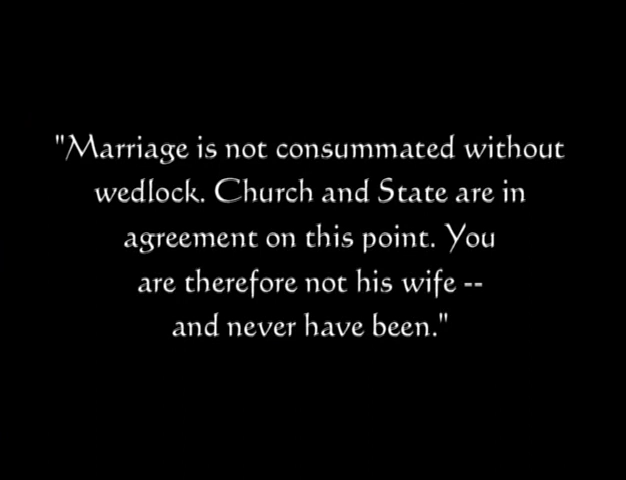 "Marriage is not consummated without
wedlock. Church and State are in
agreement on this point. You
are therefore not his wife --
and never have been."